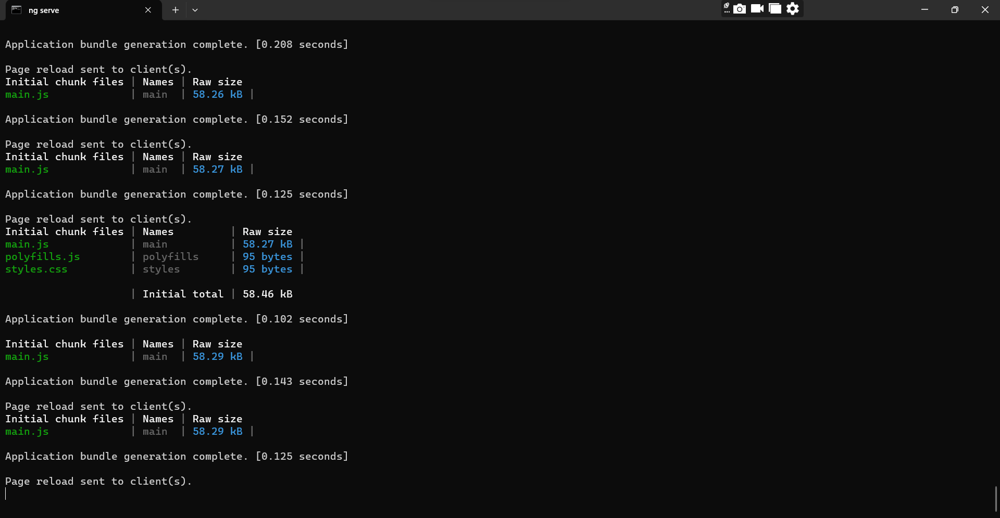 ng serve
Application bundle generation complete. [0.208 seconds]
Page reload sent to client(s).
Initial chunk files | Names | Raw size
main.js | main | 58.26 kB |
Application bundle generation complete. [0.152 seconds]
Page reload sent to client(s).
Initial chunk files | Names | Raw size
main.js | main | 58.27 kB |
Application bundle generation complete. [0.125 seconds]
Page reload sent to client(s).
Initial chunk files | Names | Raw size
main.js | main | 58.27 kB |
polyfills.js | polyfills | 95 bytes |
styles.css | styles | 95 bytes |
| Initial total | 58.46 kB
Application bundle generation complete. [0.102 seconds]
Initial chunk files | Names | Raw size
main.js | main | 58.29 kB |
Application bundle generation complete. [0.143 seconds]
Page reload sent to client(s).
Initial chunk files | Names | Raw size
main.js | main | 58.29 kB |
Application bundle generation complete. [0.125 seconds]
Page reload sent to client(s).